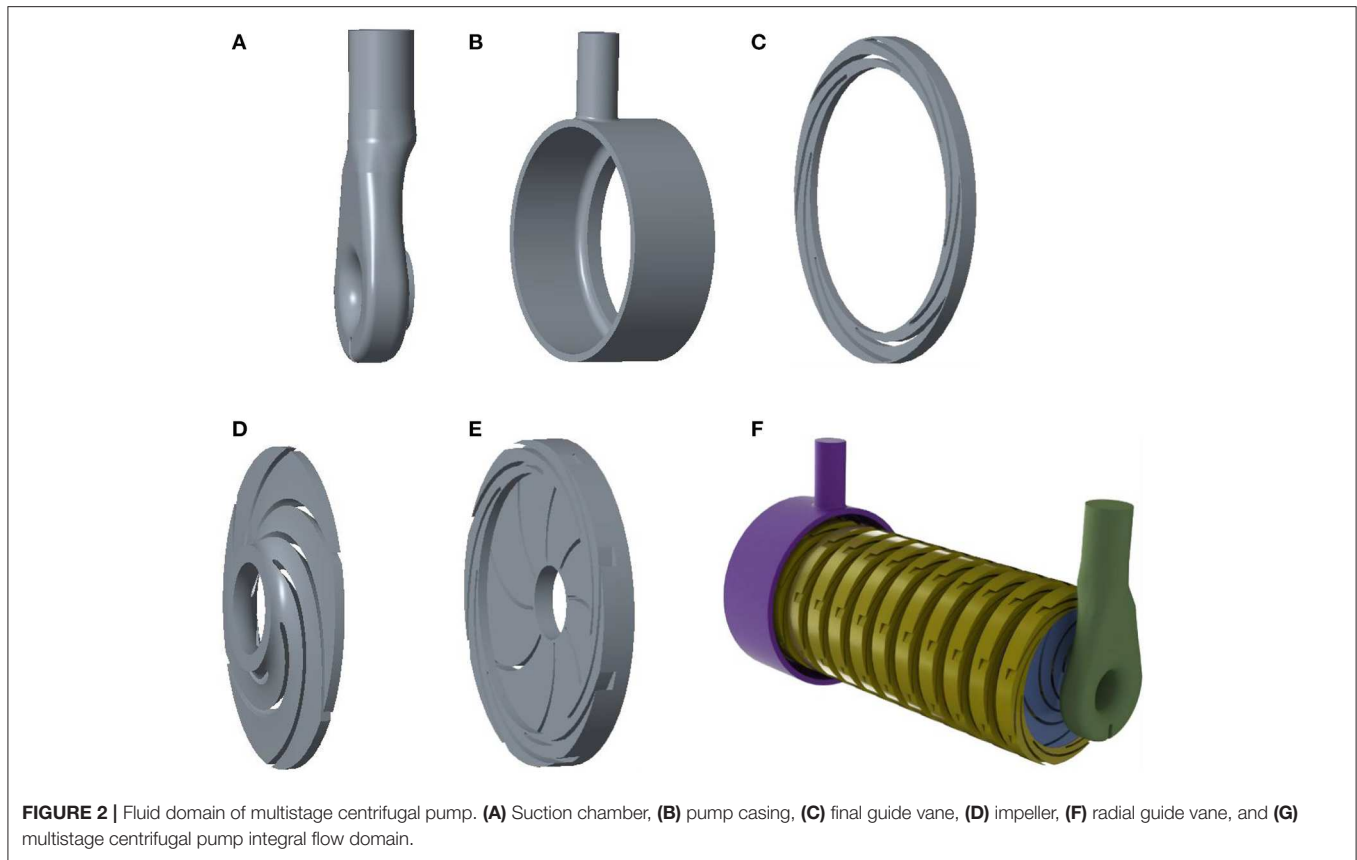 A
B
C
D
E
F
FIGURE 2 | Fluid domain of multistage centrifugal pump. (A) Suction chamber, (B) pump casing, (C) final guide vane, (D) impeller, (F) radial guide vane, and (G)
multistage centrifugal pump integral flow domain.